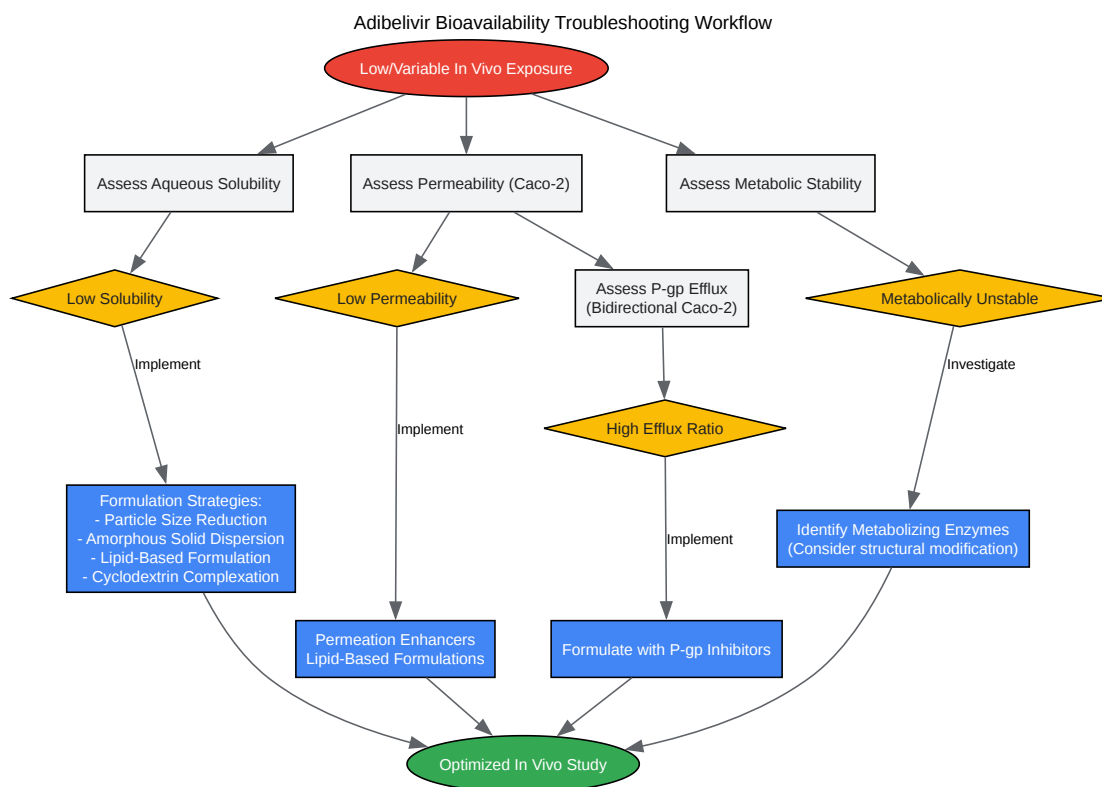 Adibelivir Bioavailability Troubleshooting Workflow
Low/Variable In Vivo Exposure
Assess Aqueous Solubility
Assess Permeability (Caco-2)
Assess Metabolic Stability
Low Solubility
Low Permeability
Assess P-gp Efflux
(Bidirectional Caco-2)
Metabolically Unstable
Implement
Investigate
Implement
High Efflux Ratio
Formulation Strategies:
- Particle Size Reduction
- Amorphous Solid Dispersion
- Lipid-Based Formulation
- Cyclodextrin Complexation
Identify Metabolizing Enzymes
(Consider structural modification)
Implement
Permeation Enhancers
Lipid-Based Formulations
Formulate with P-gp Inhibitors
Optimized In Vivo Study